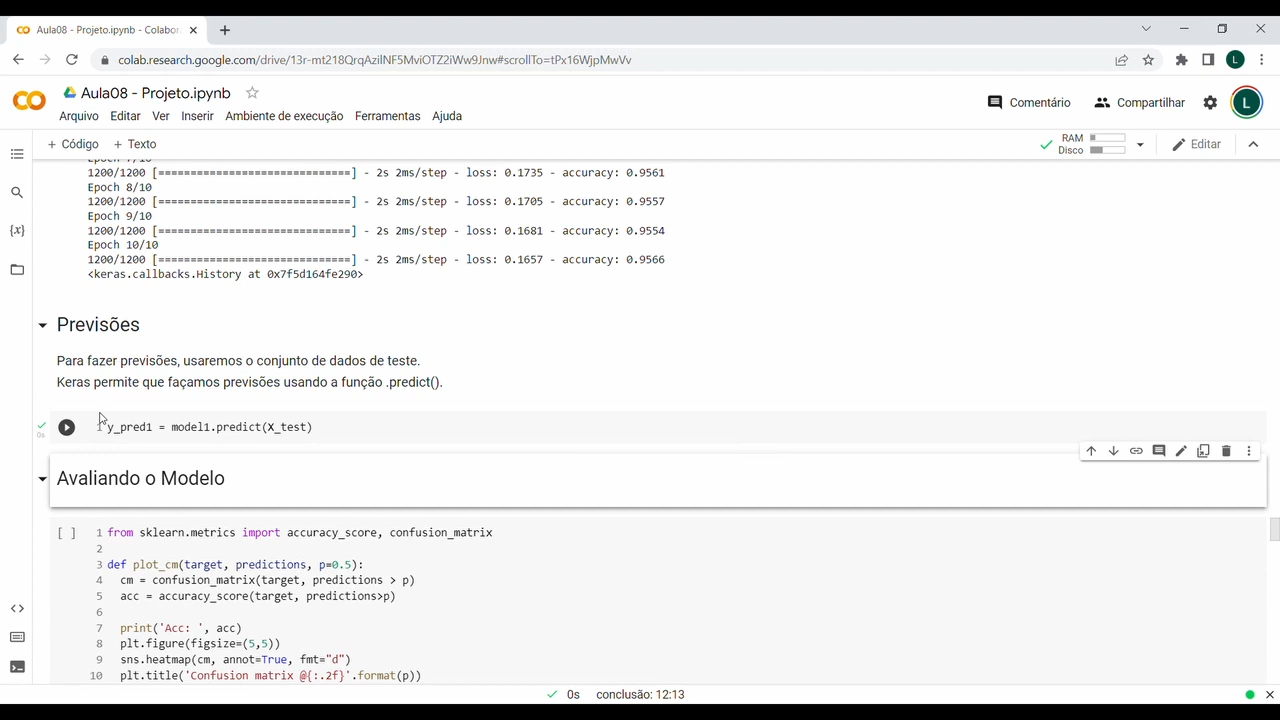 Aula08 - Projeto.ipynb - Colabor
colab.research.google.com/drive/13r-mt218QrqAzilNF5MviOTZ2iWw9Jnw#scrollTo=tPx16WjpMwVv
L
Aula08 - Projeto.ipynb
Arquivo Editar Ver Inserir Ambiente de execução Ferramentas Ajuda
Comentário Compartilhar L
+ Código + Texto
RAM
Disco
Editar
Epoch 7/10
1200/1200 [==============================] - 2s 2ms/step - loss: 0.1735 - accuracy: 0.9561
Epoch 8/10
1200/1200 [==============================] - 2s 2ms/step - loss: 0.1705 - accuracy: 0.9557
Epoch 9/10
1200/1200 [==============================] - 2s 2ms/step - loss: 0.1681 - accuracy: 0.9554
Epoch 10/10
1200/1200 [==============================] - 2s 2ms/step - loss: 0.1657 - accuracy: 0.9566
<keras.callbacks.History at 0x7f5d164fe290>
Previsões
Para fazer previsões, usaremos o conjunto de dados de teste.
Keras permite que façamos previsões usando a função .predict().
0s
1 y_pred1 = model1.predict(X_test)
Avaliando o Modelo
[ ] 1 from sklearn.metrics import accuracy_score, confusion_matrix
2
3 def plot_cm(target, predictions, p=0.5):
4 cm = confusion_matrix(target, predictions > p)
5 acc = accuracy_score(target, predictions>p)
6
7 print('Acc: ', acc)
8 plt.figure(figsize=(5,5))
9 sns.heatmap(cm, annot=True, fmt="d")
10 plt.title('Confusion matrix @{:.2f}'.format(p))
0s conclusão: 12:13